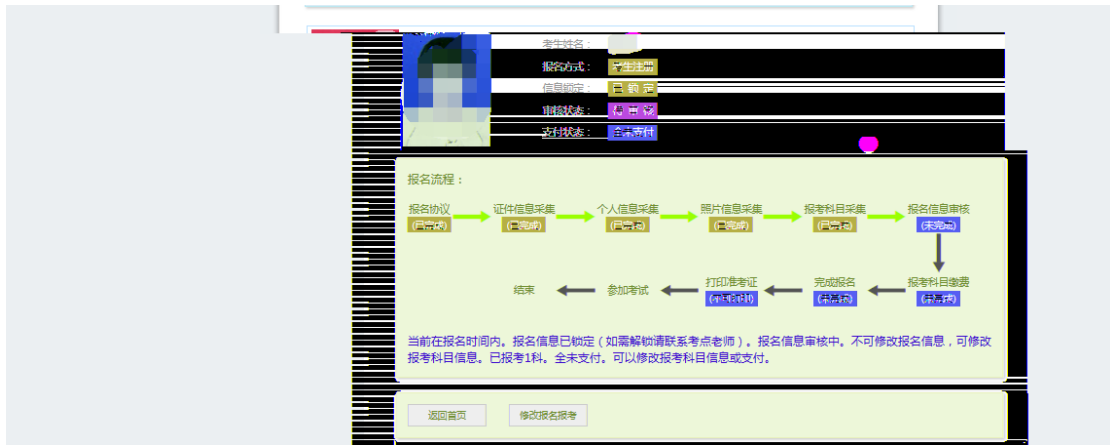 考生姓名：
报名方式： 考生注册
信息锁定： 已 锁 定
审核状态： 待 审 核
支付状态： 全未支付
报名流程：
报名协议 证件信息采集 个人信息采集 照片信息采集 报考科目采集 报名信息审核
(已完成) (已完成) (已完成) (已完成) (已完成) (未完成)
结束 参加考试 打印准考证 完成报名 报考科目缴费
(未完成) (未完成)
当前在报名时间内。报名信息已锁定（如需解锁请联系考点老师）。报名信息审核中。不可修改报名信息，可修改
报考科目信息。已报考1科。全未支付。可以修改报考科目信息或支付。
返回首页 修改报名报考